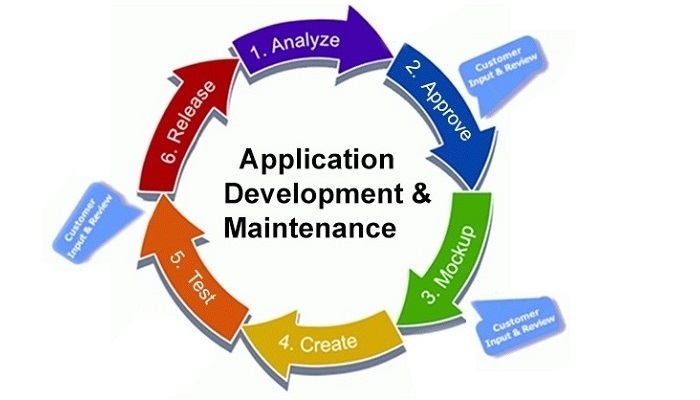 1. Analyze
2. Approve
Customer
Input & Review
3. Mockup
Customer
Input & Review
4. Create
5. Test
Customer
Input & Review
6. Release
Application
Development &
Maintenance